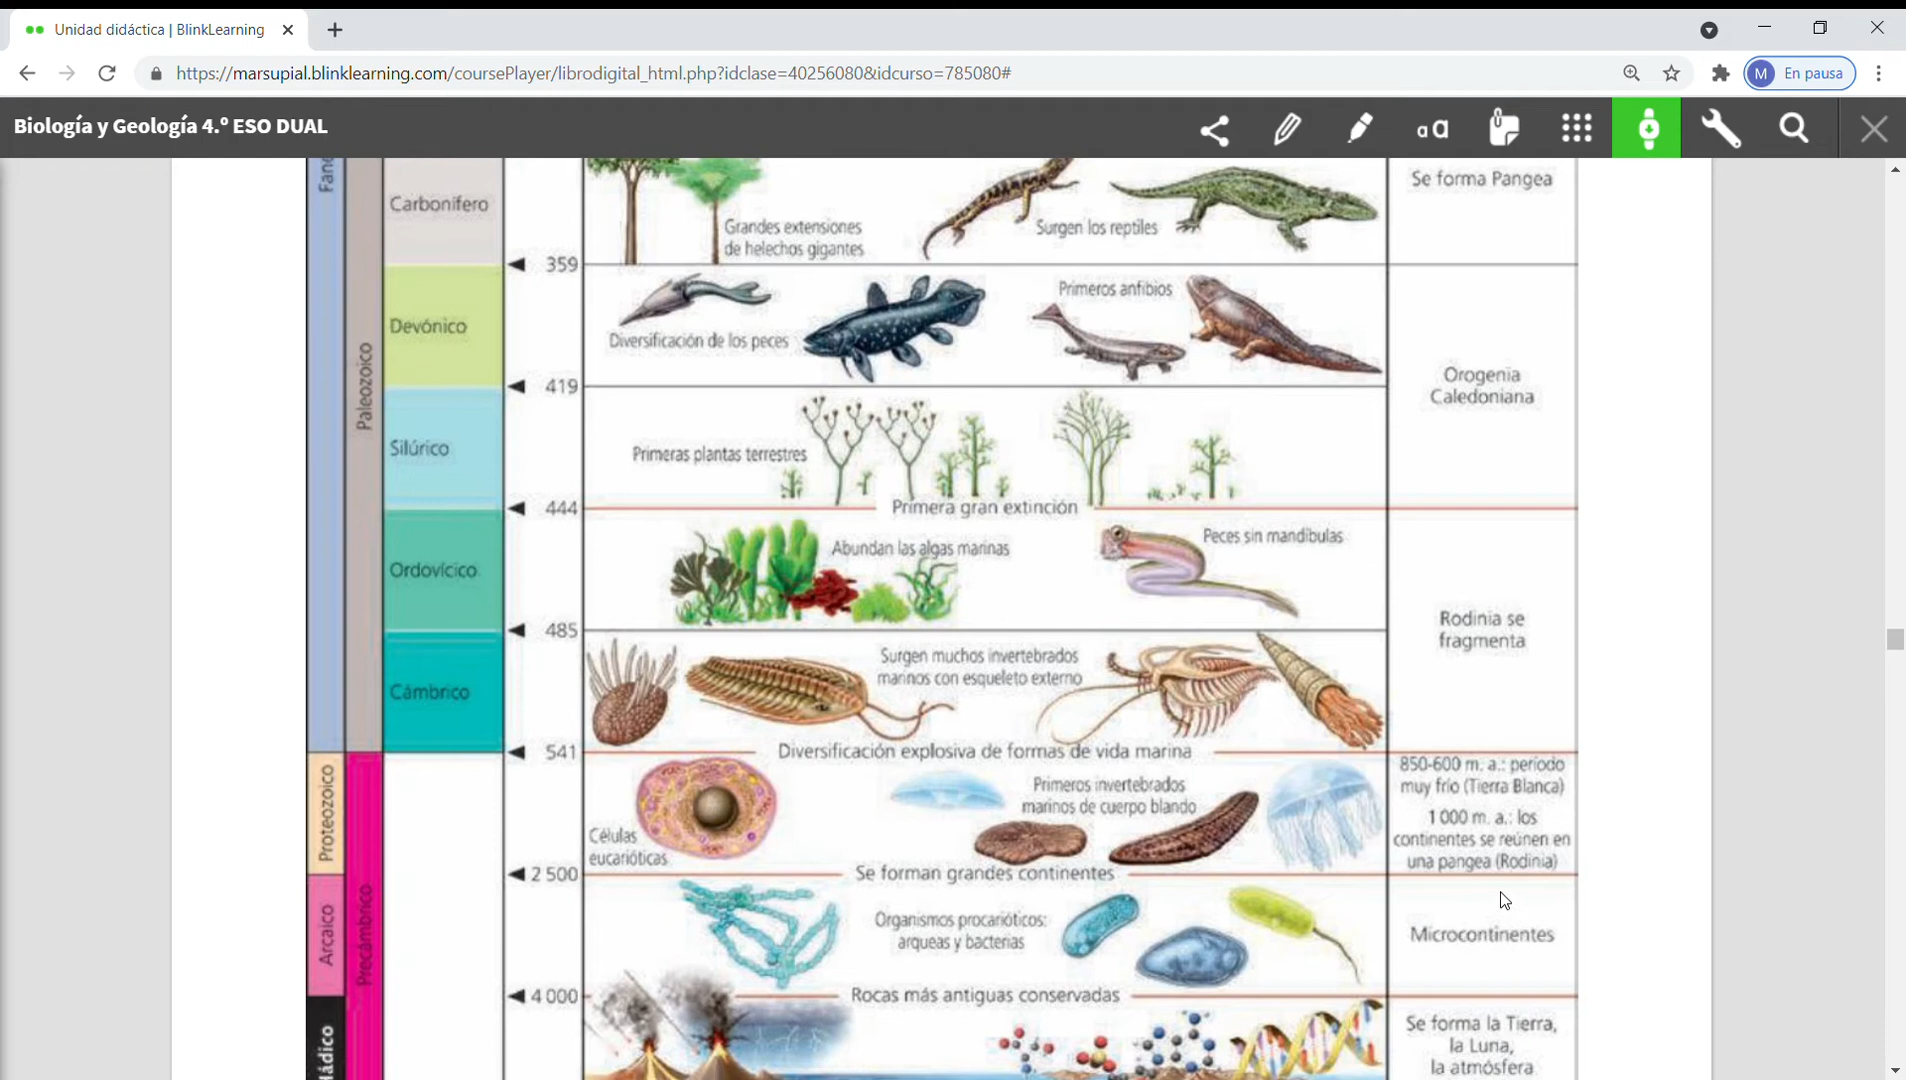 Unidad didáctica | BlinkLearning
https://marsupial.blinklearning.com/coursePlayer/librodigital_html.php?idclase=40256080&idcurso=785080#
M En pausa
Biología y Geología 4.º ESO DUAL
a a
Fane
Paleozoico
Carbonífero
Grandes extensiones
de helechos gigantes
Surgen los reptiles
Se forma Pangea
359
Devónico
Diversificación de los peces
Primeros anfibios
Orogenia
Caledoniana
419
Silúrico
Primeras plantas terrestres
444
Primera gran extinción
Ordovícico
Abundan las algas marinas
Peces sin mandíbulas
Rodinia se
fragmenta
485
Cámbrico
Surgen muchos invertebrados
marinos con esqueleto externo
541
Diversificación explosiva de formas de vida marina
Proteozoico
Precámbrico
Células
eucarióticas
Primeros invertebrados
marinos de cuerpo blando
850-600 m. a.: período
muy frío (Tierra Blanca)
1 000 m. a.: los
continentes se reúnen en
una pangea (Rodinia)
2 500
Se forman grandes continentes
Arcaico
Organismos procarióticos:
arqueas y bacterias
Microcontinentes
4 000
Rocas más antiguas conservadas
Hádico
Se forma la Tierra,
la Luna,
la atmósfera